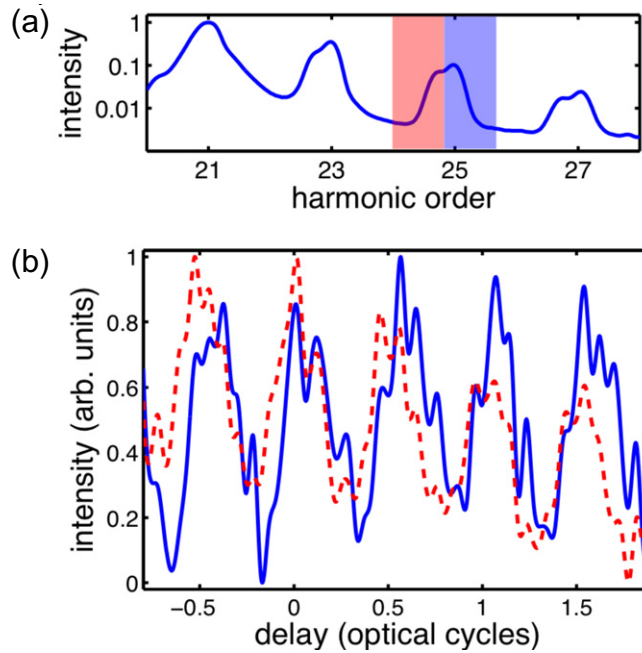 (a)
intensity
1
0.1
0.01
21 23 25 27
harmonic order
(b)
intensity (arb. units)
1
0.8
0.6
0.4
0.2
0
−0.5 0 0.5 1 1.5
delay (optical cycles)